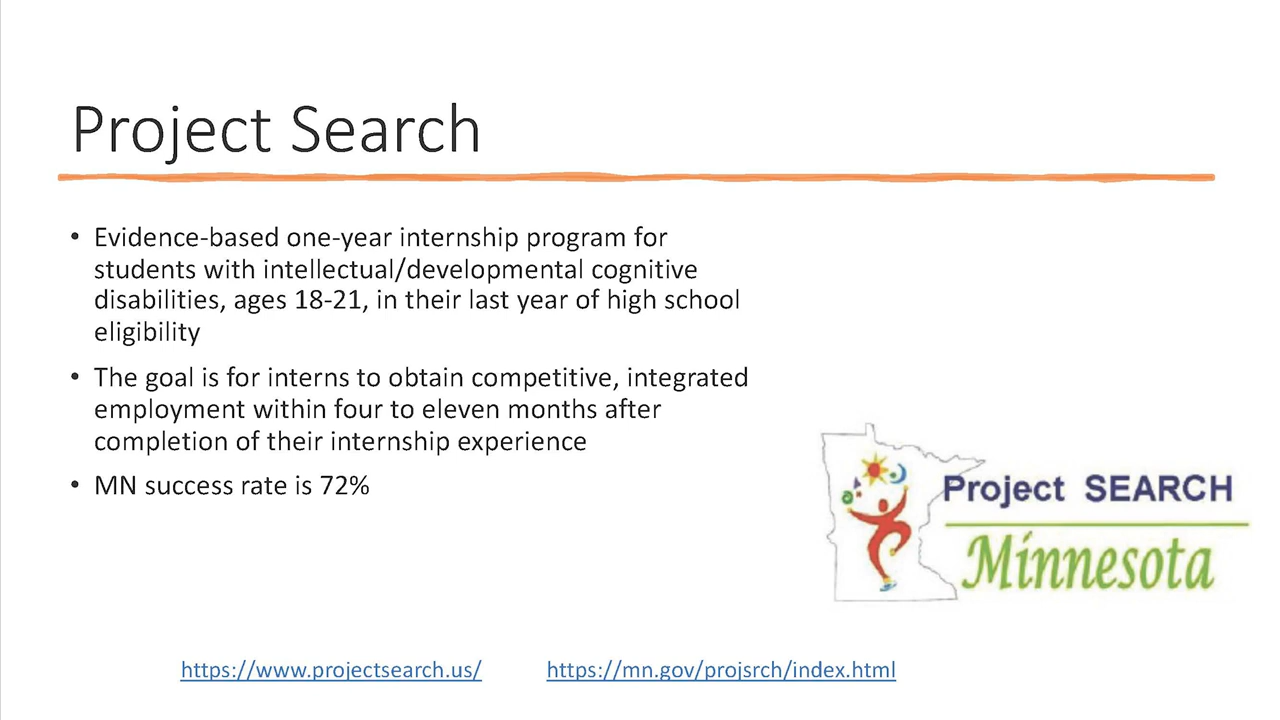 Project Search
• Evidence-based one-year internship program for
students with intellectual/developmental cognitive
disabilities, ages 18-21, in their last year of high school
eligibility
• The goal is for interns to obtain competitive, integrated
employment within four to eleven months after
completion of their internship experience
• MN success rate is 72%
Project SEARCH
Minnesota
https://www.projectsearch.us/ https://mn.gov/projsrch/index.html